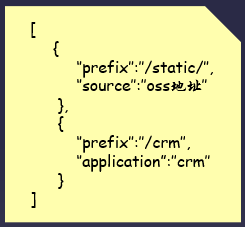 [
{
"prefix":"/static/",
"source":"oss地址"
},
{
"prefix":"/crm",
"application":"crm"
}
]